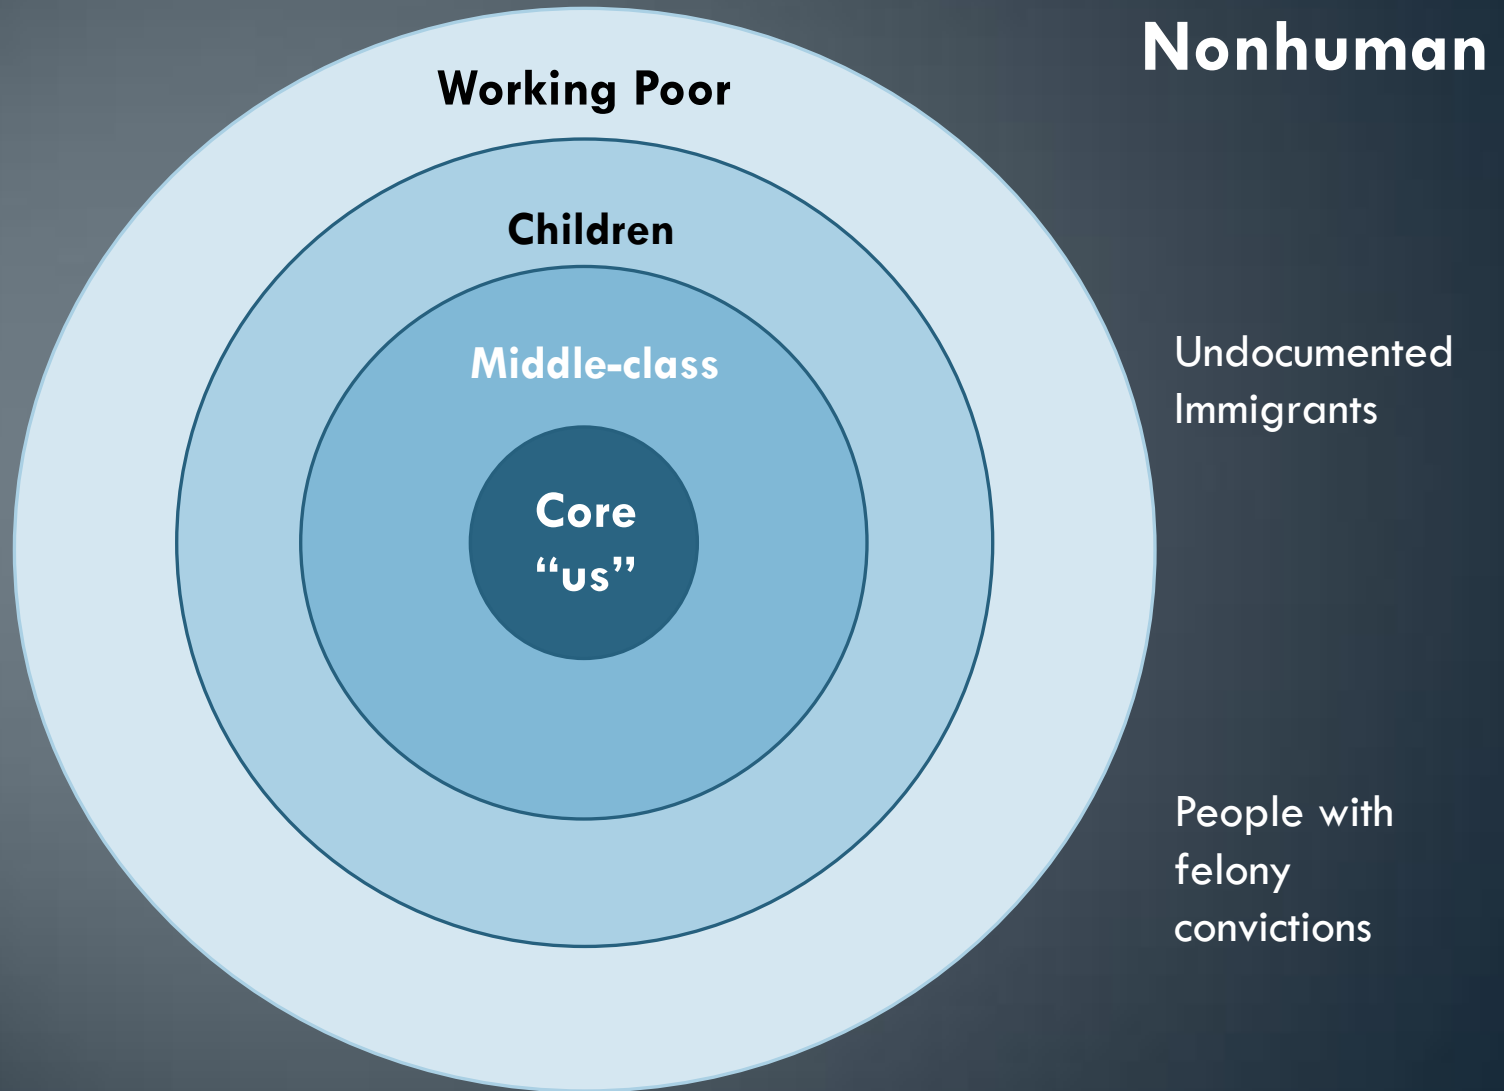 Nonhuman
Working Poor
Children
Middle-class
Core
“us”
Undocumented
Immigrants
People with
felony
convictions